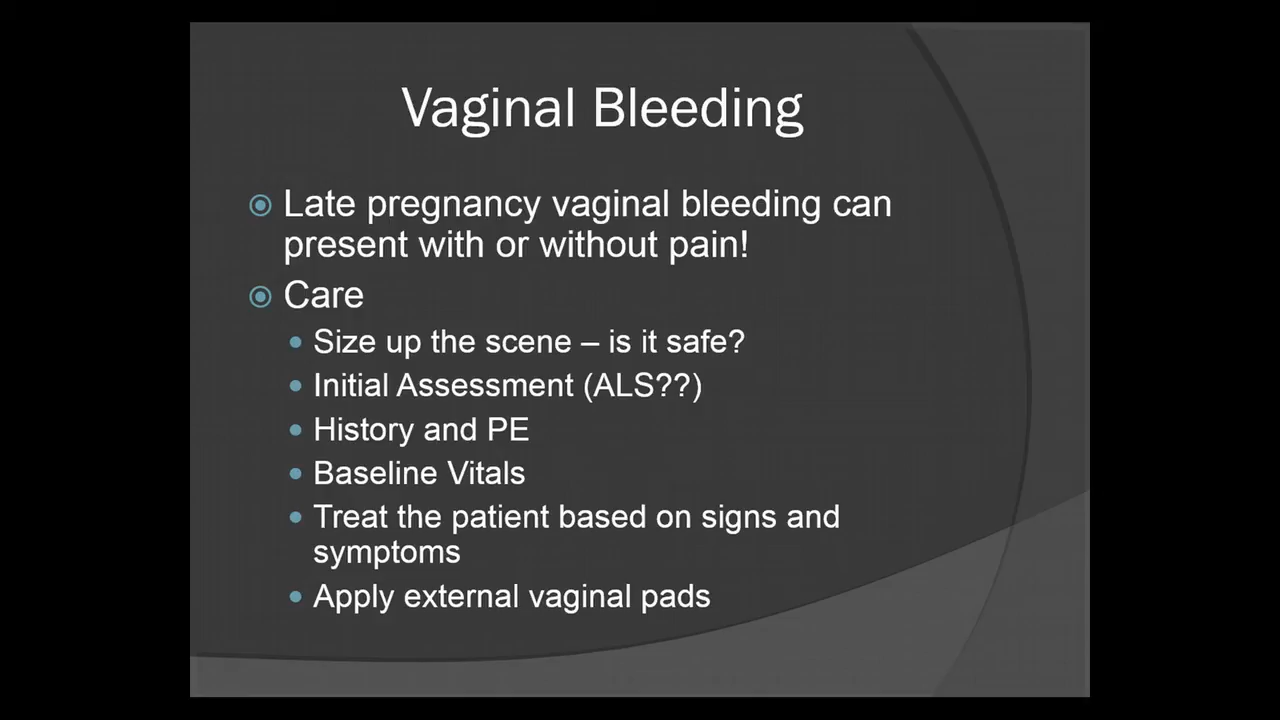 Vaginal Bleeding
Late pregnancy vaginal bleeding can
present with or without pain!
Care
Size up the scene – is it safe?
Initial Assessment (ALS??)
History and PE
Baseline Vitals
Treat the patient based on signs and
symptoms
Apply external vaginal pads